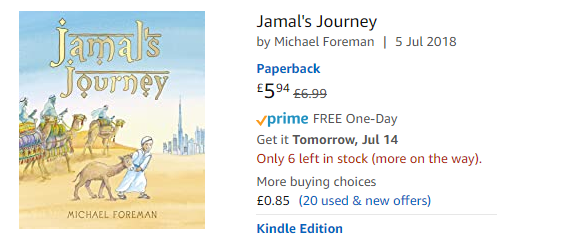 Jamal's
Journey
MICHAEL FOREMAN
Jamal's Journey
by Michael Foreman | 5 Jul 2018
Paperback
£5.94 £6.99
prime FREE One-Day
Get it Tomorrow, Jul 14
Only 6 left in stock (more on the way).
More buying choices
£0.85 (20 used & new offers)
Kindle Edition